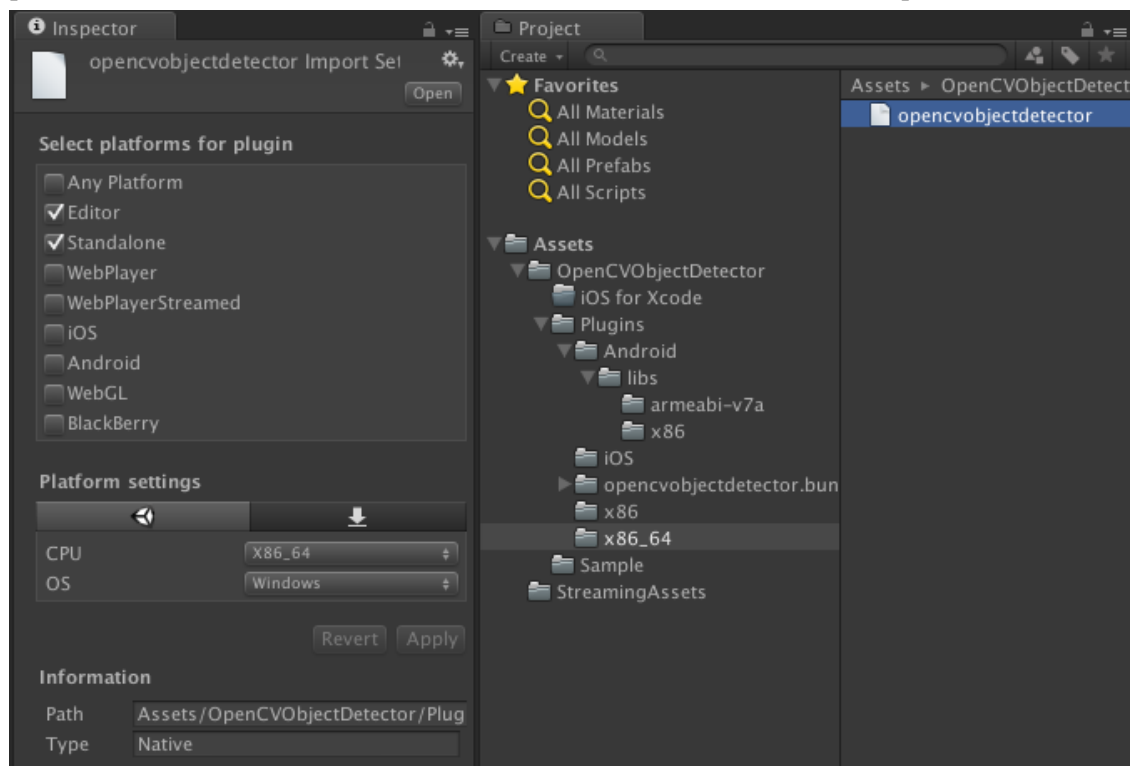 Inspector
opencvobjectdetector Import Set
Open
Select platforms for plugin
Any Platform
Editor
Standalone
WebPlayer
WebPlayerStreamed
iOS
Android
WebGL
BlackBerry
Platform settings
CPU X86_64
OS Windows
Revert Apply
Information
Path Assets/OpenCVObjectDetector/Plug
Type Native
Project
Create
Favorites
All Materials
All Models
All Prefabs
All Scripts
Assets
OpenCVObjectDetector
iOS for Xcode
Plugins
Android
libs
armeabi-v7a
x86
iOS
opencvobjectdetector.bun
x86
x86_64
Sample
StreamingAssets
Assets ▸ OpenCVObjectDetect
opencvobjectdetector